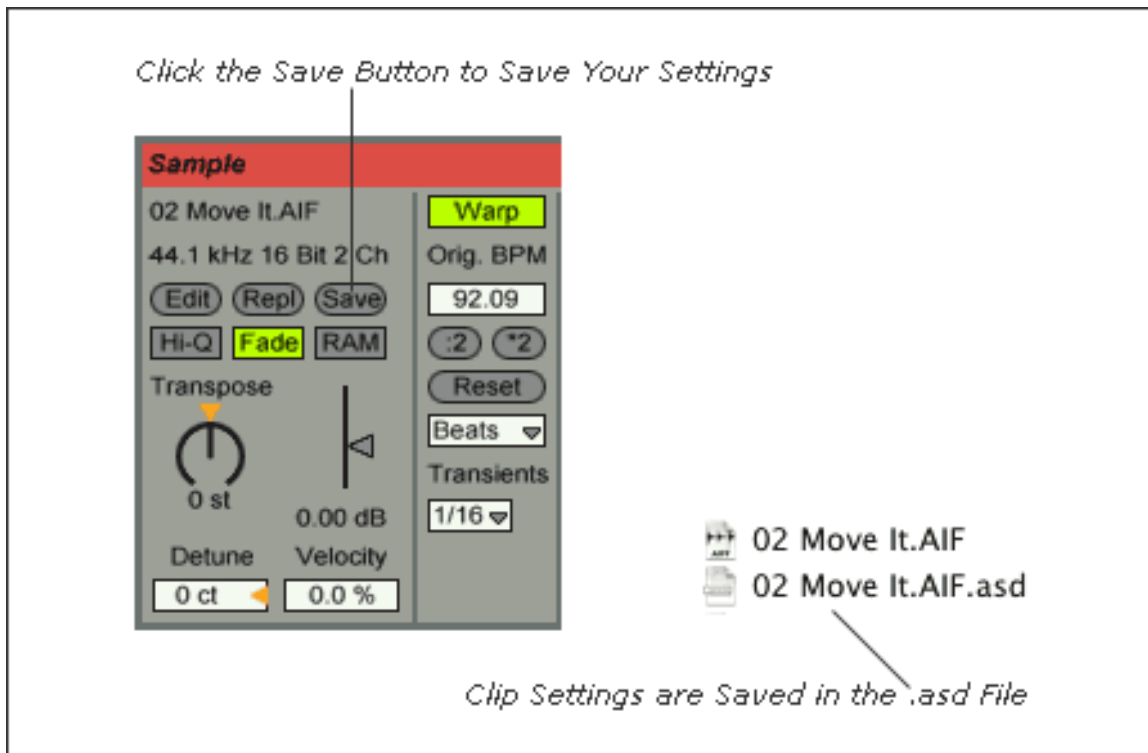 Click the Save Button to Save Your Settings
Sample
02 Move It.AIF
44.1 kHz 16 Bit 2 Ch
Edit Repl Save
Hi-Q Fade RAM
Transpose
0 st
0.00 dB
Detune Velocity
0 ct 0.0 %
Warp
Orig. BPM
92.09
:2 *2
Reset
Beats
Transients
1/16
02 Move It.AIF
02 Move It.AIF.asd
Clip Settings are Saved in the .asd File